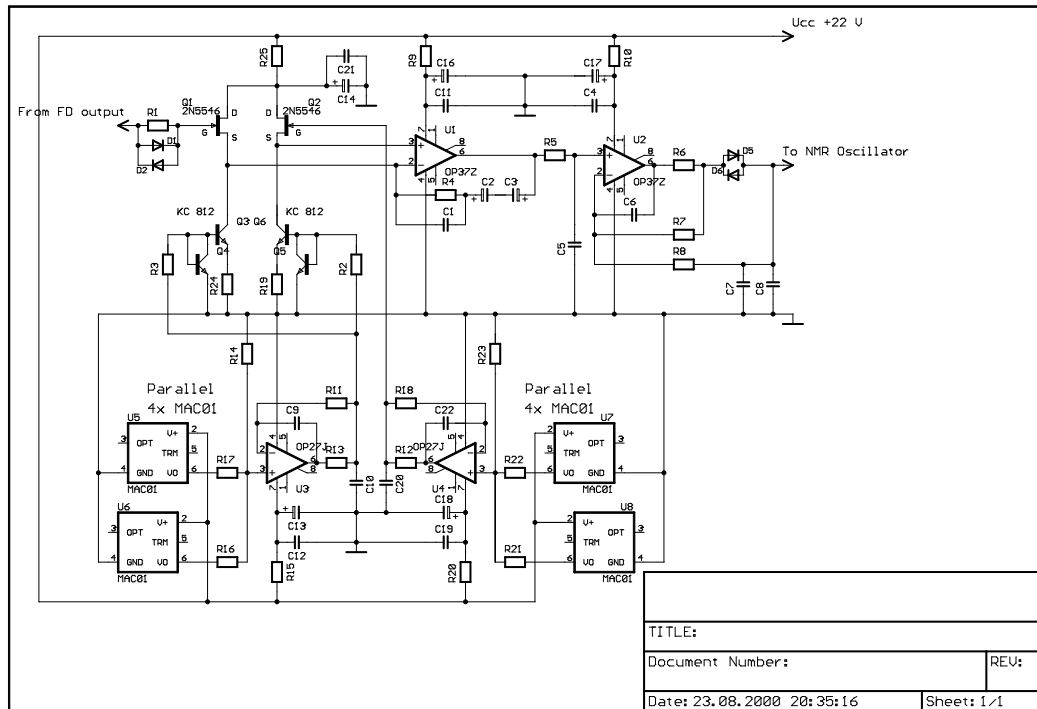 Ucc +22 V
R25
R9
R10
C21
C14
C16
C17
C11
C4
From FD output
R1
Q1
2N5546
Q2
2N5546
D
G
S
D
G
S
D1
D2
U1
OP37Z
U2
OP37Z
R5
R6
D5
D6
To NMR Oscillator
R4
C2
C3
C1
C6
R7
R8
C5
C7
C8
KC 812
Q3
Q6
KC 812
Q4
Q5
R3
R24
R19
R2
R14
R23
Parallel
4x MAC01
Parallel
4x MAC01
R11
R18
C9
C22
U5
OPT
V+
TRM
GND
VO
MAC01
R17
OP27J
U3
R13
R12
OP27J
U4
R22
U7
V+
OPT
TRM
VO
GND
MAC01
C10
C20
U6
OPT
V+
TRM
GND
VO
MAC01
R16
C13
C12
R15
C18
C19
R20
R21
U8
V+
OPT
TRM
VO
GND
MAC01
TITLE:
Document Number:
REV:
Date: 23.08.2000 20:35:16
Sheet: 1/1